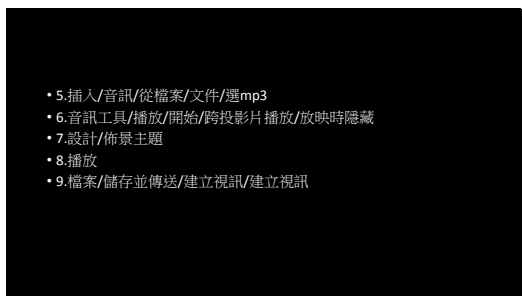 • 5.插入/音訊/從檔案/文件/選mp3
• 6.音訊工具/播放/開始/跨投影片播放/放映時隱藏
• 7.設計/佈景主題
• 8.播放
• 9.檔案/儲存並傳送/建立視訊/建立視訊